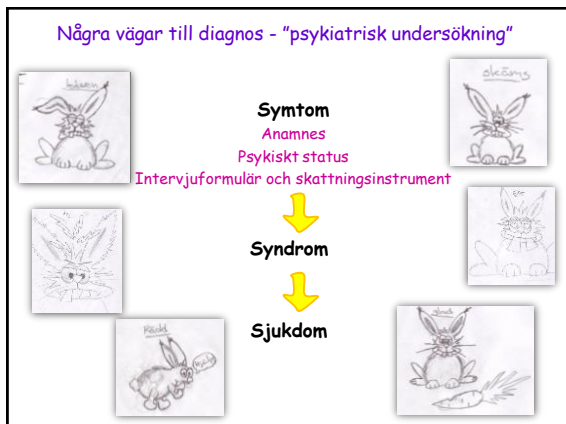 Några vägar till diagnos - ”psykiatrisk undersökning”
skäms
Symtom
Anamnes
Psykiskt status
Intervjuformulär och skattningsinstrument
Syndrom
Sjukdom
Rädd